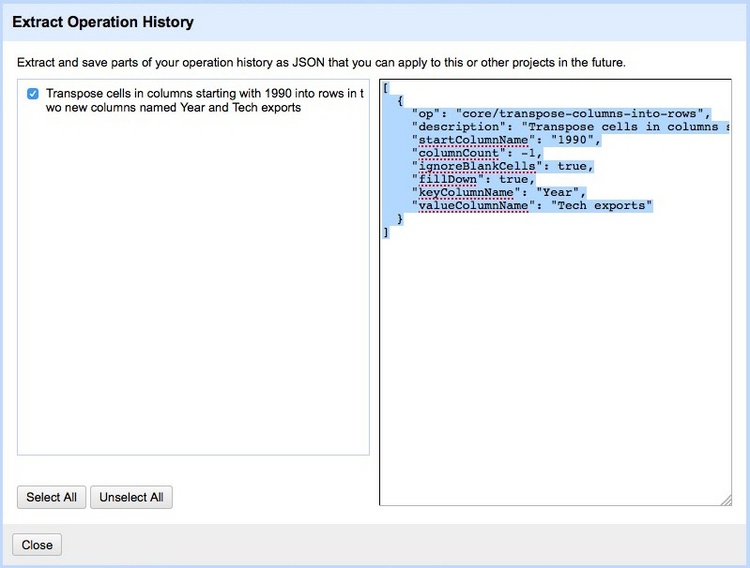 Extract Operation History
Extract and save parts of your operation history as JSON that you can apply to this or other projects in the future.
Transpose cells in columns starting with 1990 into rows in t
wo new columns named Year and Tech exports
[
{
"op": "core/transpose-columns-into-rows",
"description": "Transpose cells in columns s
"startColumnName": "1990",
"columnCount": -1,
"ignoreBlankCells": true,
"fillDown": true,
"keyColumnName": "Year",
"valueColumnName": "Tech exports"
}
]
Select All
Unselect All
Close